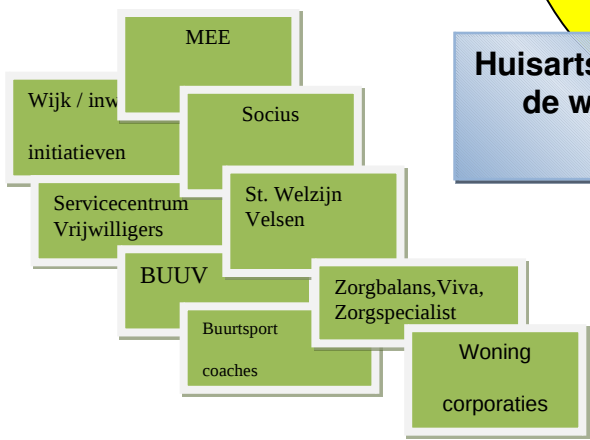 MEE
Wijk / inw
initiatieven
Socius
Servicecentrum
Vrijwilligers
St. Welzijn
Velsen
BUUV
Zorgbalans,Viva,
Zorgspecialist
Buurtsport
coaches
Woning
corporaties
Huisarts
de w